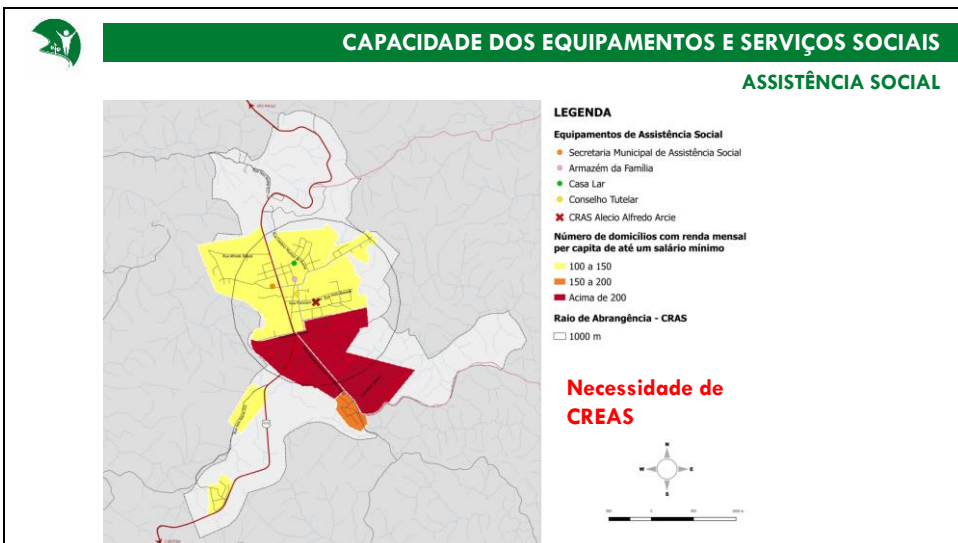 CAPACIDADE DOS EQUIPAMENTOS E SERVIÇOS SOCIAIS
ASSISTÊNCIA SOCIAL
LEGENDA
Equipamentos de Assistência Social
Secretaria Municipal de Assistência Social
Armazém da Família
Casa Lar
Conselho Tutelar
CRAS Alecio Alfredo Arcie
Número de domicílios com renda mensal
per capita de até um salário mínimo
100 a 150
150 a 200
Acima de 200
Raio de Abrangência - CRAS
1000 m
Necessidade de
CREAS
N
W
E
S